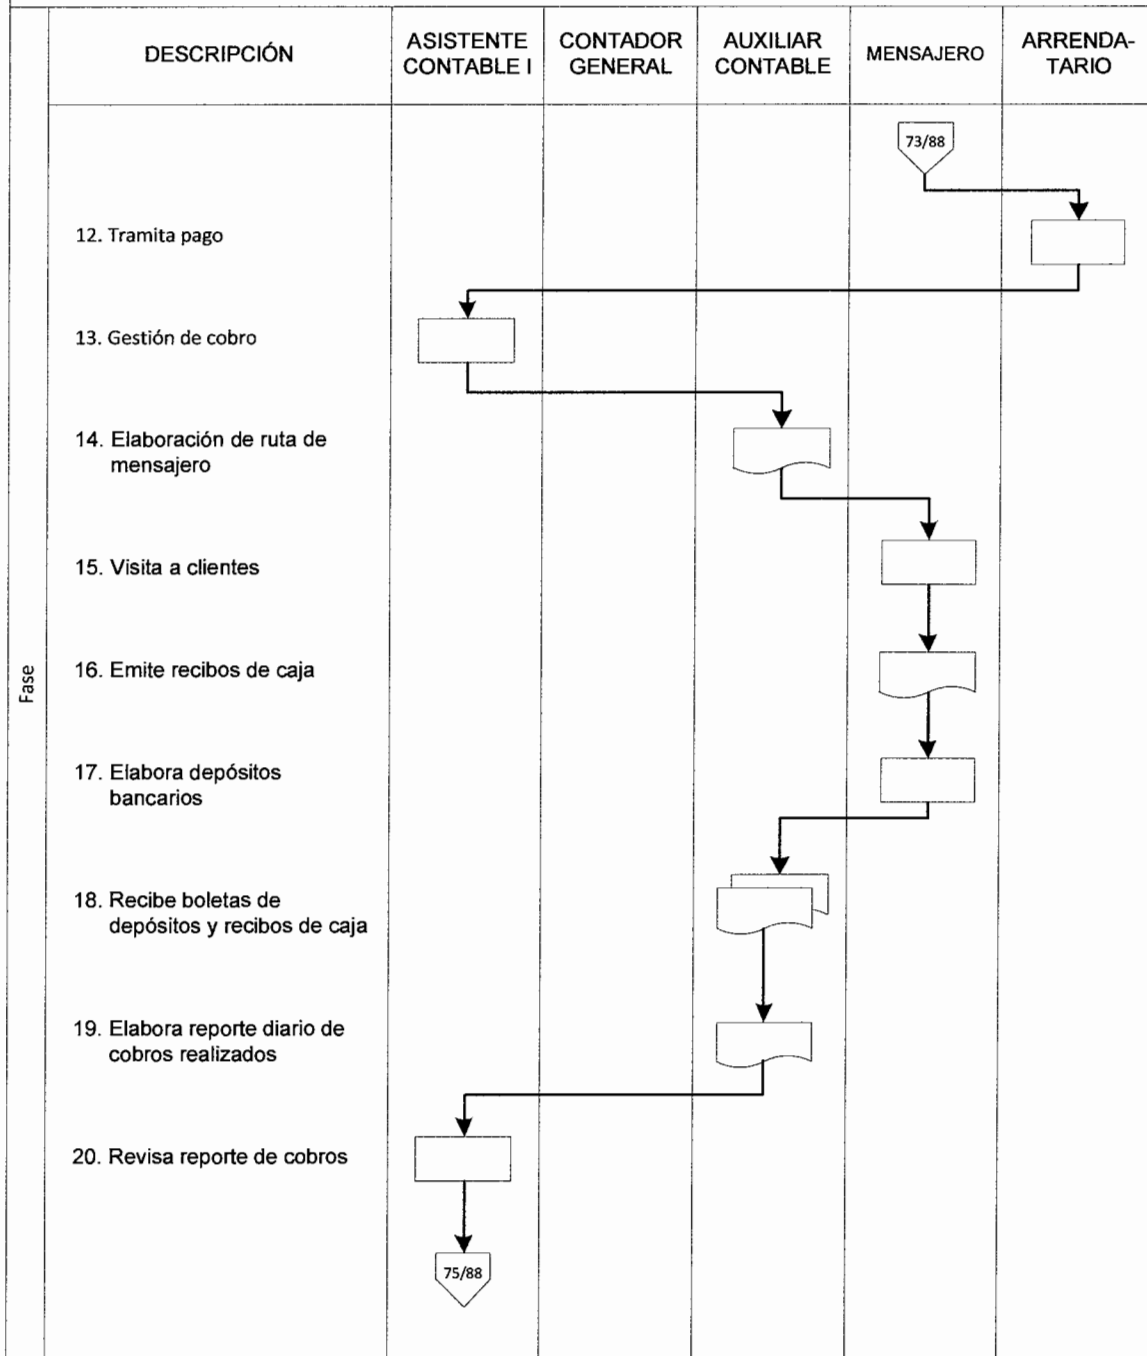 DESCRIPCIÓN
ASISTENTE
CONTABLE I
CONTADOR
GENERAL
AUXILIAR
CONTABLE
MENSAJERO
ARRENDA-
TARIO
Fase
73/88
12. Tramita pago
13. Gestión de cobro
14. Elaboración de ruta de
mensajero
15. Visita a clientes
16. Emite recibos de caja
17. Elabora depósitos
bancarios
18. Recibe boletas de
depósitos y recibos de caja
19. Elabora reporte diario de
cobros realizados
20. Revisa reporte de cobros
75/88